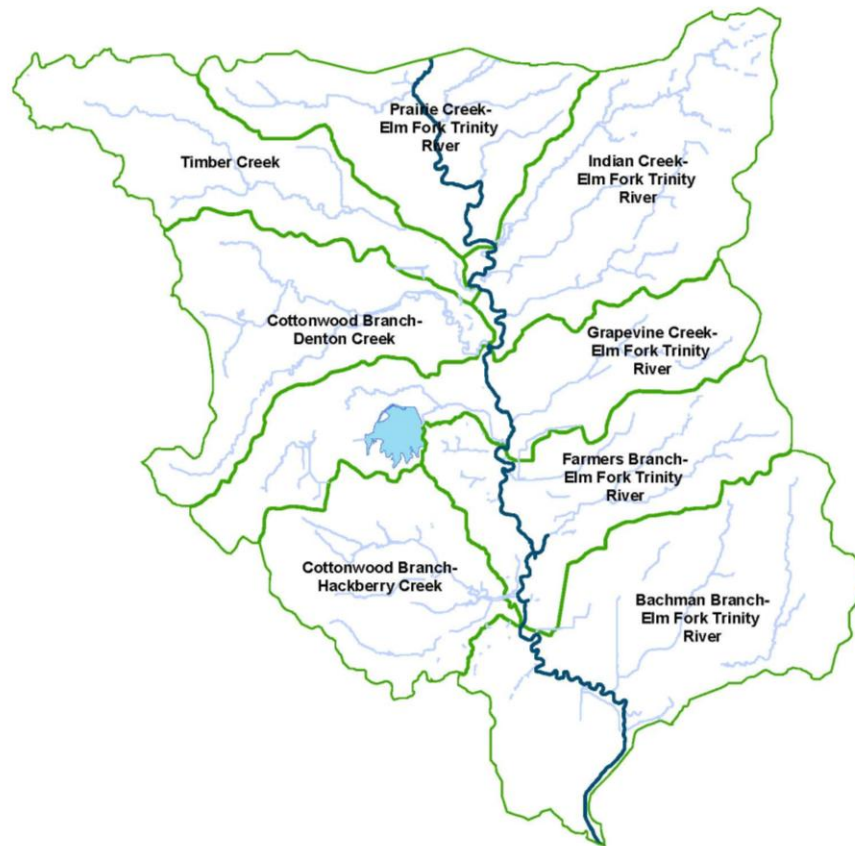 Prairie Creek-
Elm Fork Trinity
River
Timber Creek
Indian Creek-
Elm Fork Trinity
River
Cottonwood Branch-
Denton Creek
Grapevine Creek-
Elm Fork Trinity
River
Farmers Branch-
Elm Fork Trinity
River
Cottonwood Branch-
Hackberry Creek
Bachman Branch-
Elm Fork Trinity
River